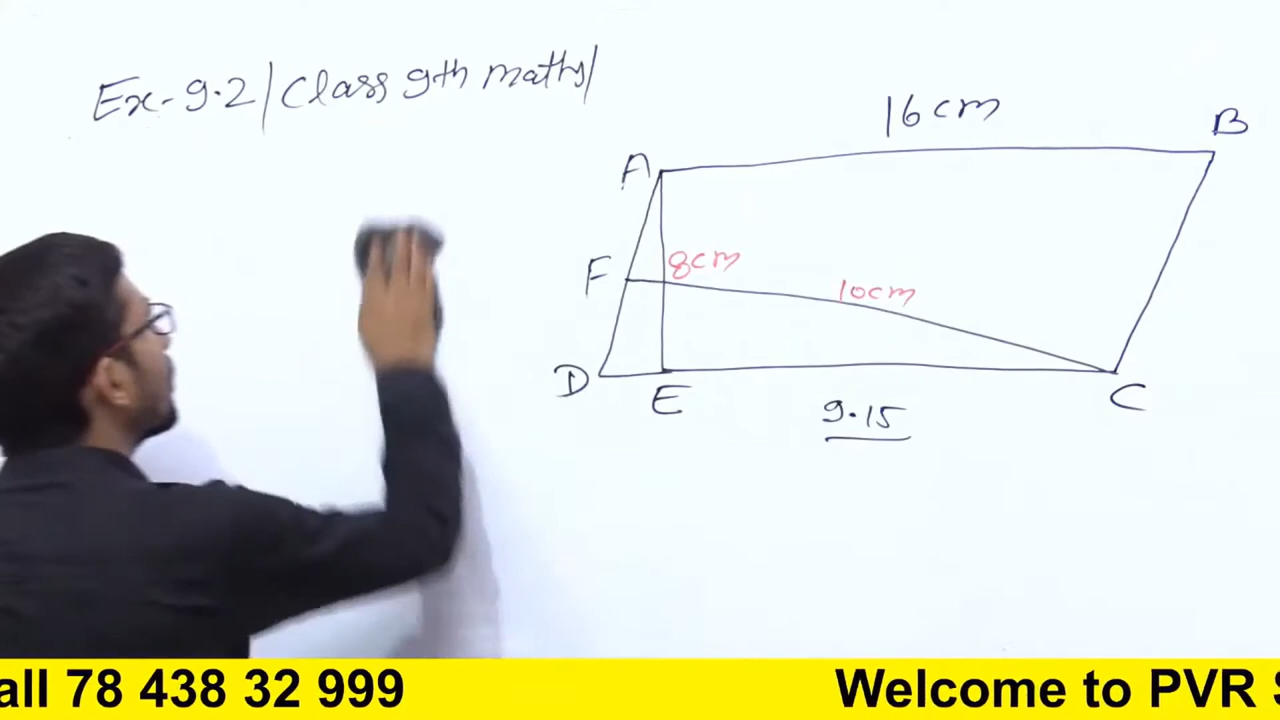 Ex-9.2/Class 9th maths/
16cm
B
A
F
8cm
10cm
D
E
C
9.15
all 78 438 32 999
Welcome to PVR S